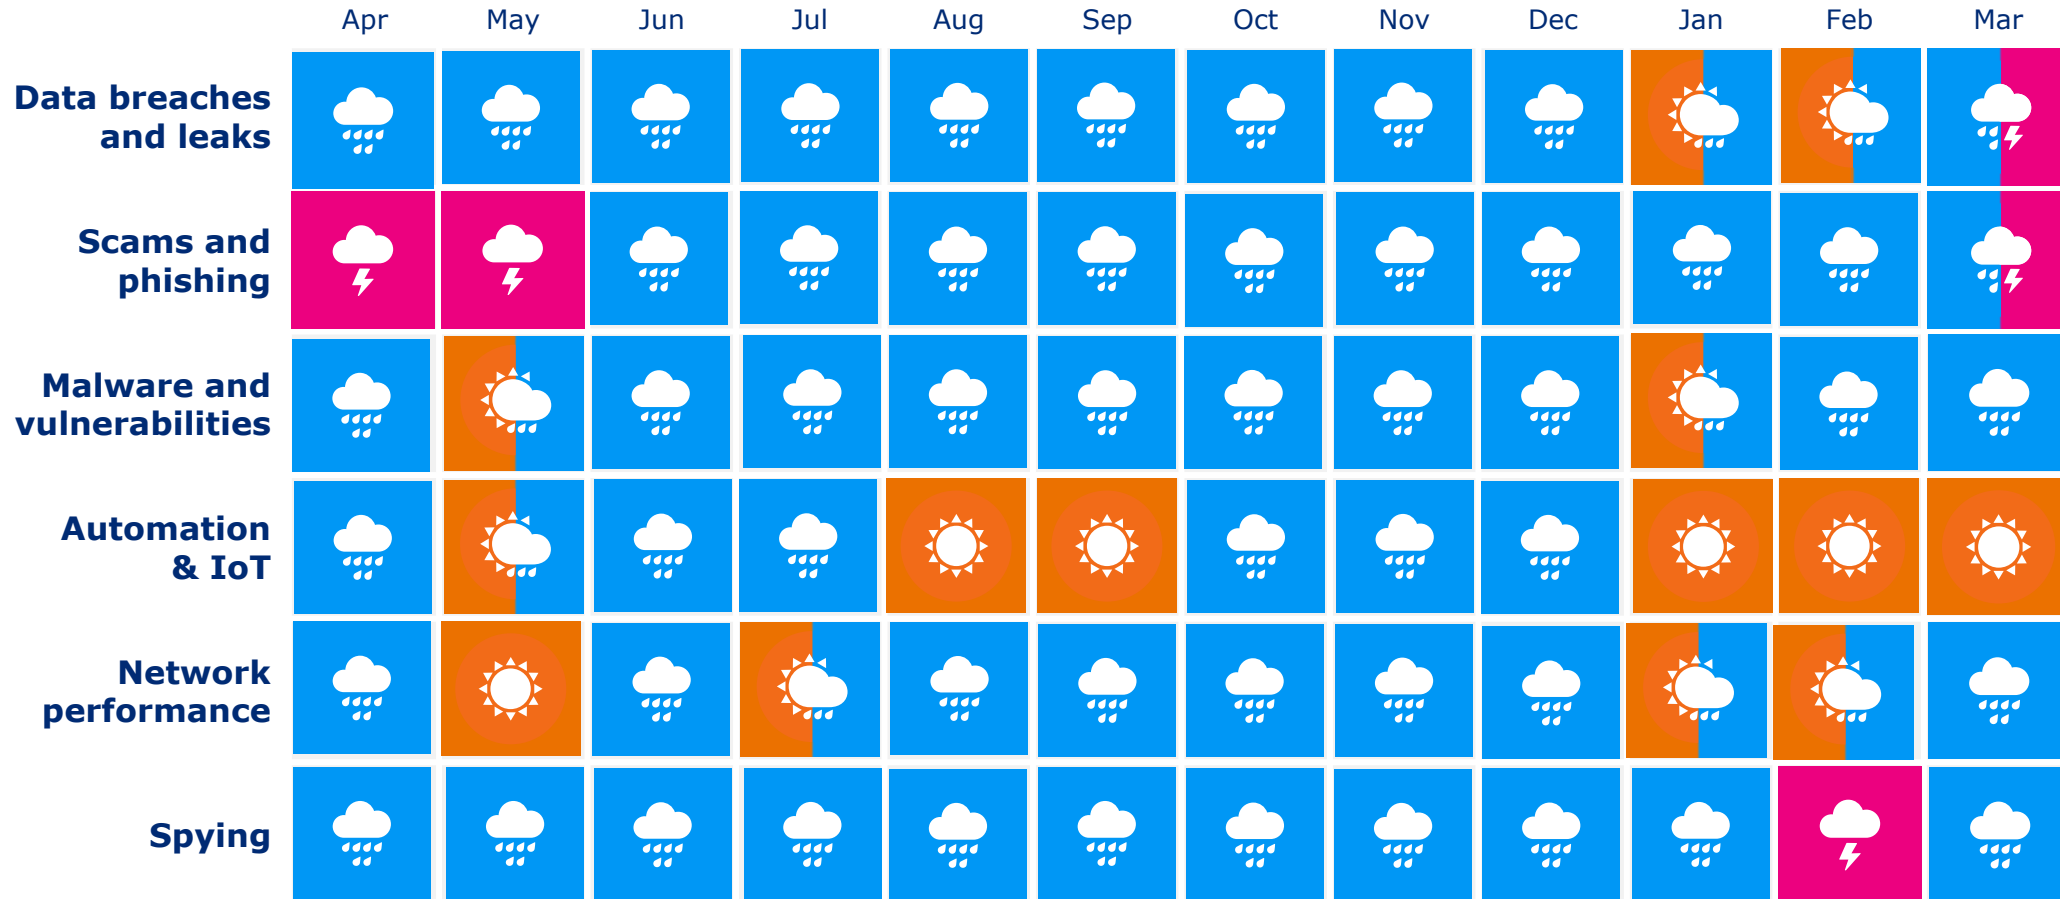 Apr May Jun Jul Aug Sep Oct Nov Dec Jan Feb Mar
Data breaches
and leaks
Scams and
phishing
Malware and
vulnerabilities
Automation
& IoT
Network
performance
Spying